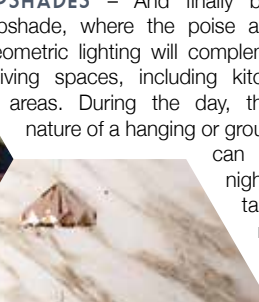 PSHADES – And finally b
pshade, where the poise a
eometric lighting will complem
iving spaces, including kitc
areas. During the day, th
nature of a hanging or grou
can
nigh
ta